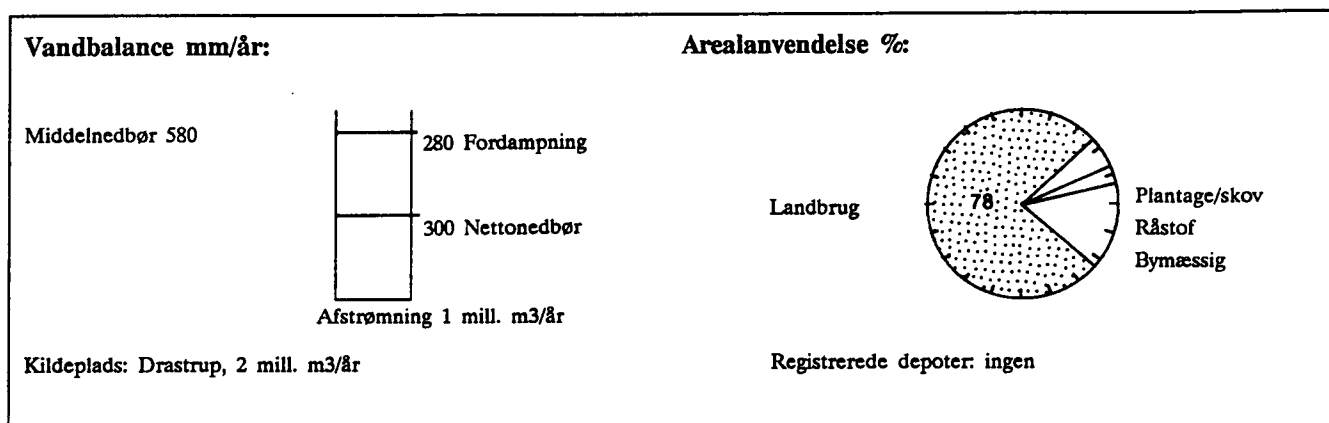 Vandbalance mm/år:
Middelnedbør 580
280 Fordampning
300 Nettonedbør
Afstrømning 1 mill. m3/år
Kildeplads: Drastrup, 2 mill. m3/år
Arealanvendelse %:
Landbrug
78
Plantage/skov
Råstof
Bymæssig
Registrerede depoter: ingen